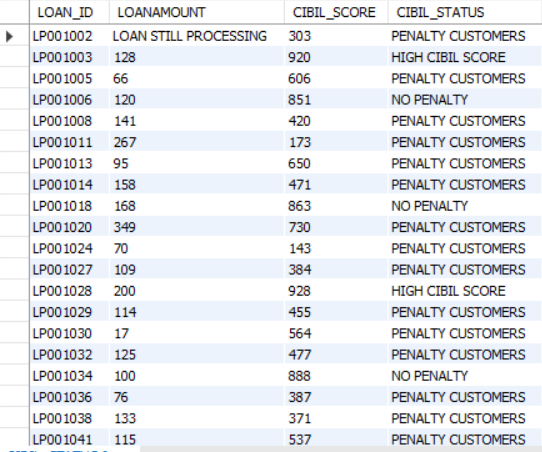 LOAN_ID LOANAMOUNT CIBIL_SCORE CIBIL_STATUS
LP001002 LOAN STILL PROCESSING 303 PENALTY CUSTOMERS
LP001003 128 920 HIGH CIBIL SCORE
LP001005 66 606 PENALTY CUSTOMERS
LP001006 120 851 NO PENALTY
LP001008 141 420 PENALTY CUSTOMERS
LP001011 267 173 PENALTY CUSTOMERS
LP001013 95 650 PENALTY CUSTOMERS
LP001014 158 471 PENALTY CUSTOMERS
LP001018 168 863 NO PENALTY
LP001020 349 730 PENALTY CUSTOMERS
LP001024 70 143 PENALTY CUSTOMERS
LP001027 109 384 PENALTY CUSTOMERS
LP001028 200 928 HIGH CIBIL SCORE
LP001029 114 455 PENALTY CUSTOMERS
LP001030 17 564 PENALTY CUSTOMERS
LP001032 125 477 PENALTY CUSTOMERS
LP001034 100 888 NO PENALTY
LP001036 76 387 PENALTY CUSTOMERS
LP001038 133 371 PENALTY CUSTOMERS
LP001041 115 537 PENALTY CUSTOMERS